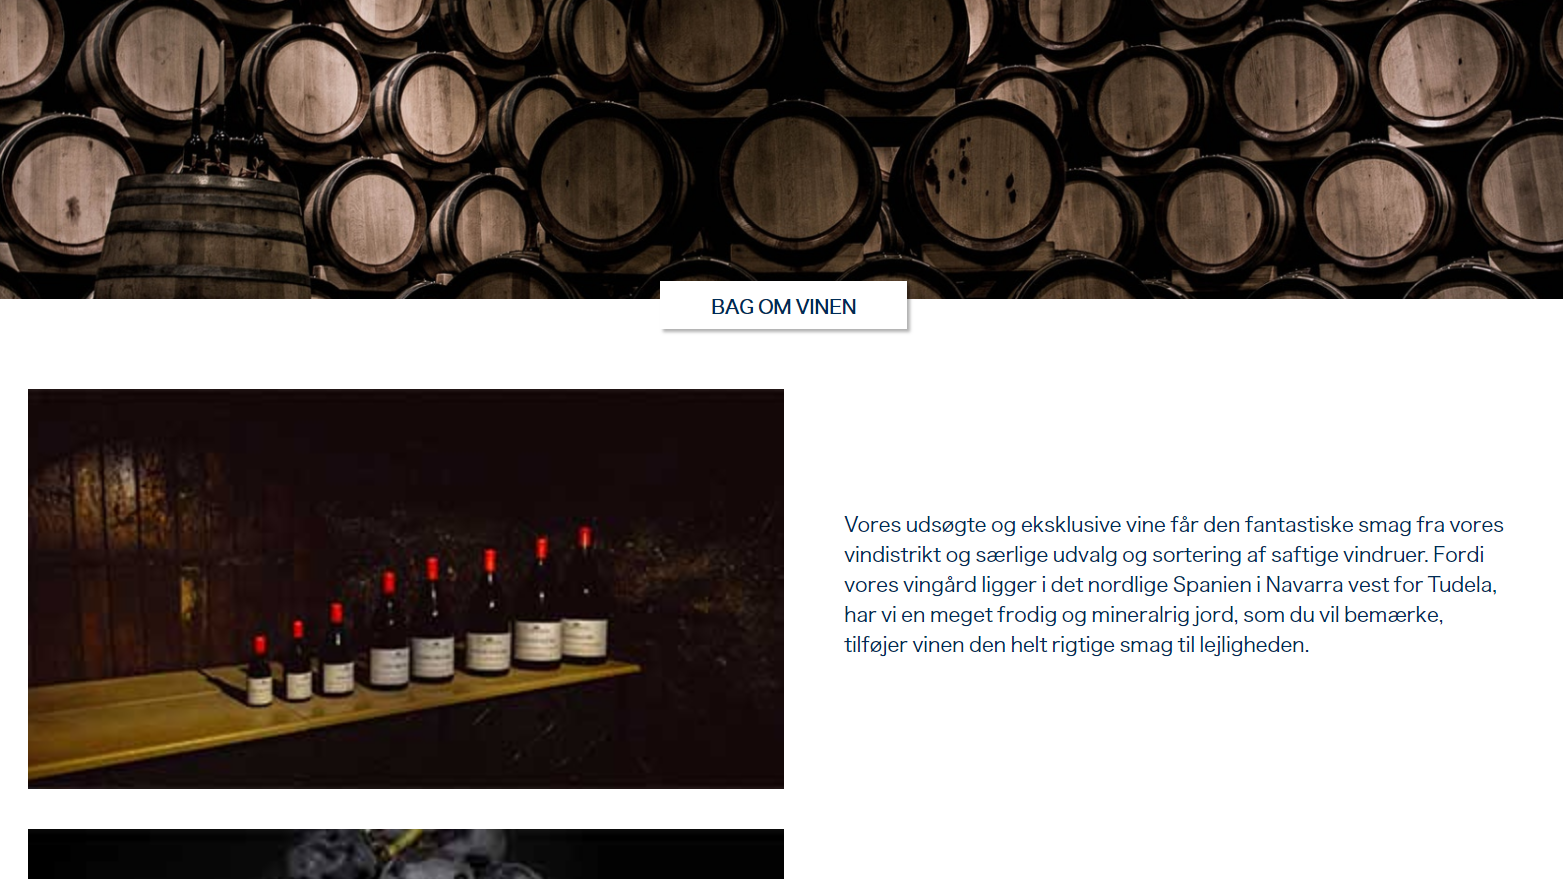 BAG OM VINEN
Vores udsøgte og eksklusive vine får den fantastiske smag fra vores
vindistrikt og særlige udvalg og sortering af saftige vindruer. Fordi
vores vingård ligger i det nordlige Spanien i Navarra vest for Tudela,
har vi en meget frodig og mineralrig jord, som du vil bemærke,
tilføjer vinen den helt rigtige smag til lejligheden.